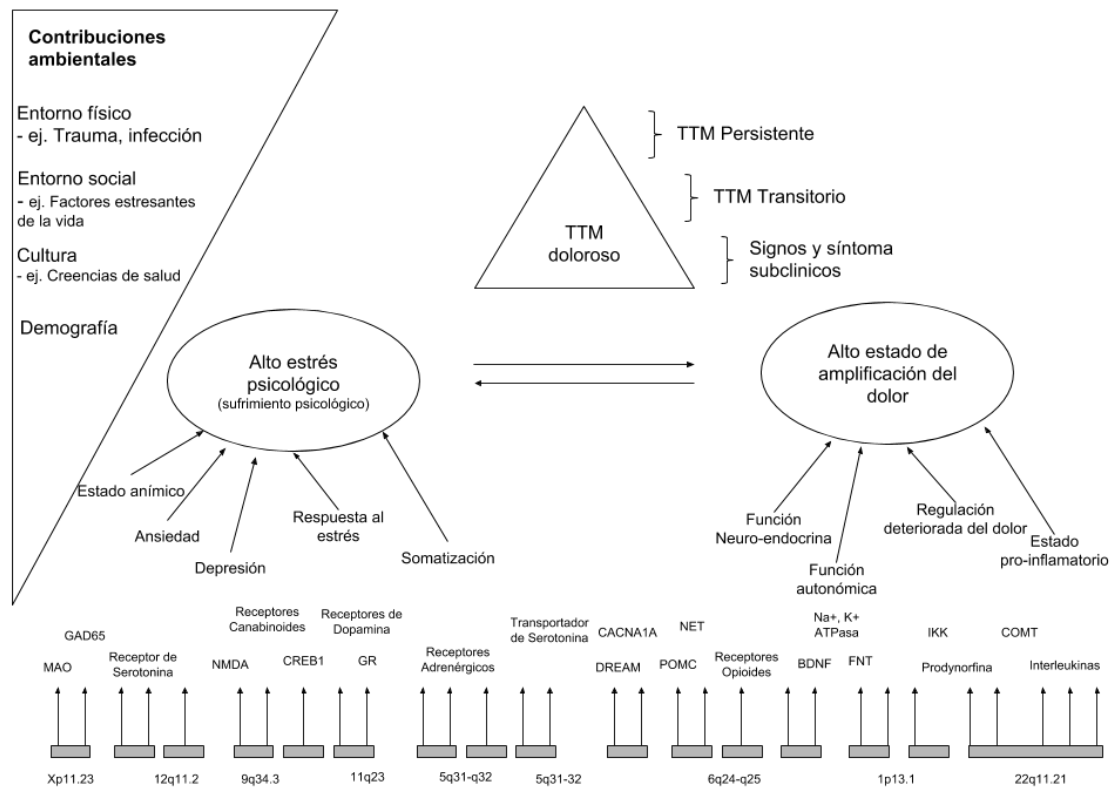 Contribuciones
ambientales
Entorno físico
- ej. Trauma, infección
Entorno social
- ej. Factores estresantes
de la vida
Cultura
- ej. Creencias de salud
Demografía
TTM
doloroso
TTM Persistente
TTM Transitorio
Signos y síntoma
subclinicos
Alto estrés
psicológico
(sufrimiento psicológico)
Alto estado de
amplificación del
dolor
Estado anímico
Ansiedad
Depresión
Respuesta al
estrés
Somatización
Función
Neuro-endocrina
Función
autonómica
Regulación
deteriorada del dolor
Estado
pro-inflamatorio
GAD65
MAO
Receptor de
Serotonina
Receptores
Canabinoides
NMDA
CREB1
Receptores de
Dopamina
GR
Receptores
Adrenérgicos
Transportador
de Serotonina
CACNA1A
DREAM
NET
POMC
Receptores
Opioides
Na+, K+
ATPasa
BDNF
FNT
IKK
Prodynorfina
COMT
Interleukinas
Xp11.23
12q11.2
9q34.3
11q23
5q31-q32
5q31-32
6q24-q25
1p13.1
22q11.21